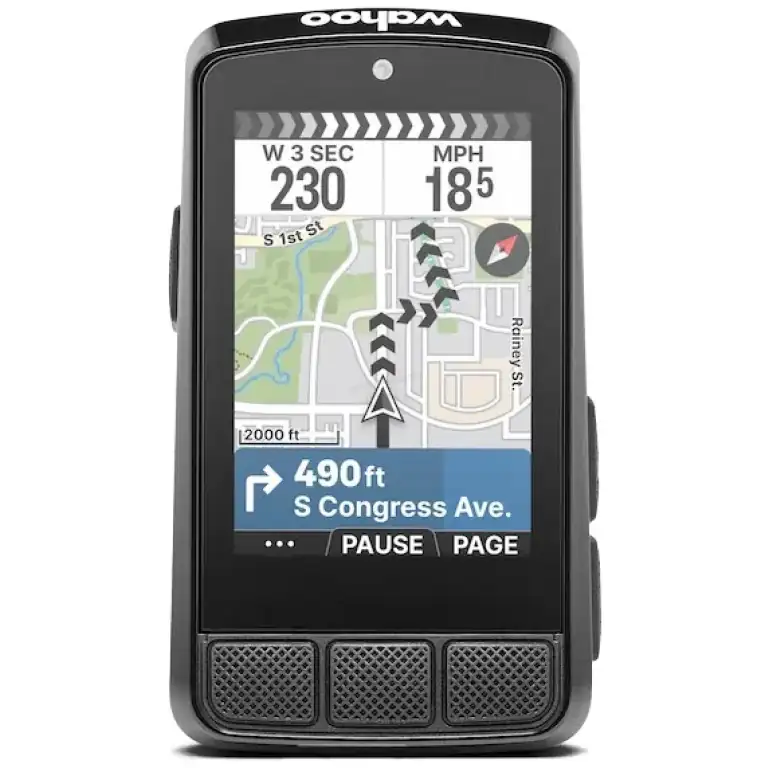 wahoo
W 3 SEC
MPH
230
18⁵
S 1st St
Rainey St.
2000 ft
490 ft
S Congress Ave.
... PAUSE PAGE